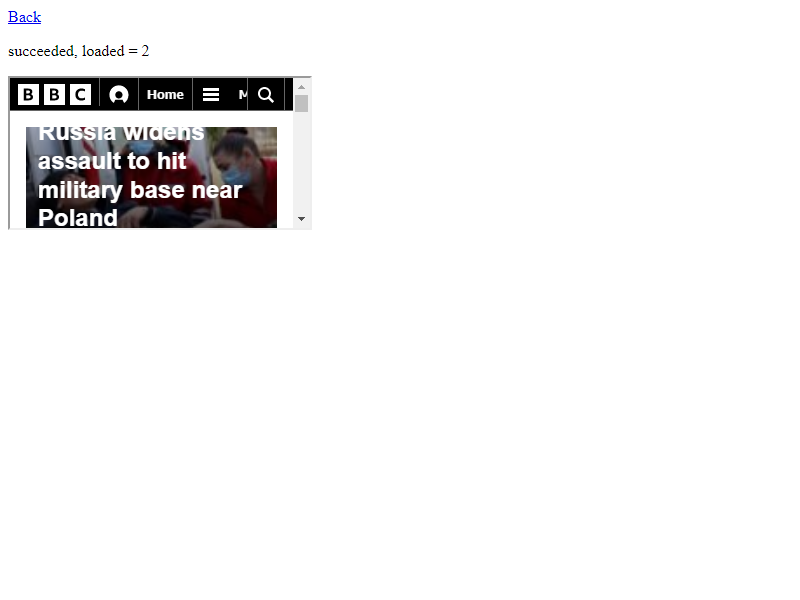 Back
succeeded, loaded = 2
BBC Home
Russia widens
assault to hit
military base near
Poland